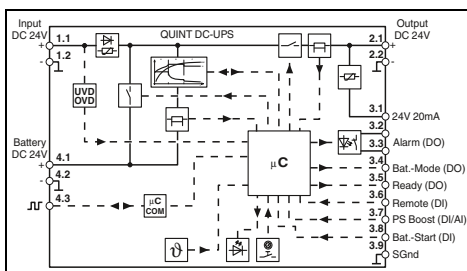 Input
DC 24V
1.1
+
1.2
-
QUINT DC-UPS
Output
2.1 DC 24V
+
2.2
-
UVD
OVD
3.1
24V 20mA
3.2
Alarm (DO)
3.3
3.4
Bat.-Mode (DO)
3.5
Ready (DO)
3.6
Remote (DI)
3.7
PS Boost (DI/AI)
3.8
Bat.-Start (DI)
3.9
SGnd
Battery
DC 24V
4.1
+
4.2
-
4.3
µC
COM
µC
ϑ